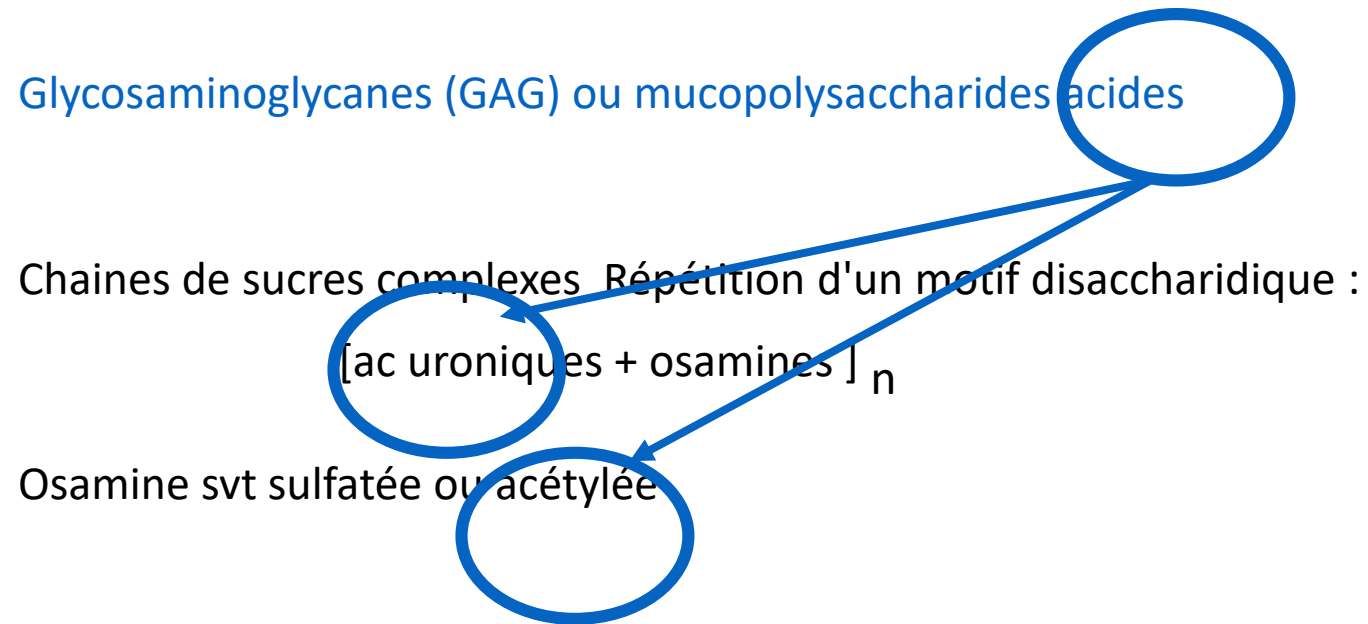 Glycosaminoglycanes (GAG) ou mucopolysaccharides acides
Chaines de sucres complexes Répétition d'un motif disaccharidique :
[ac uroniques + osamines ] n
Osamine svt sulfatée ou acétylée